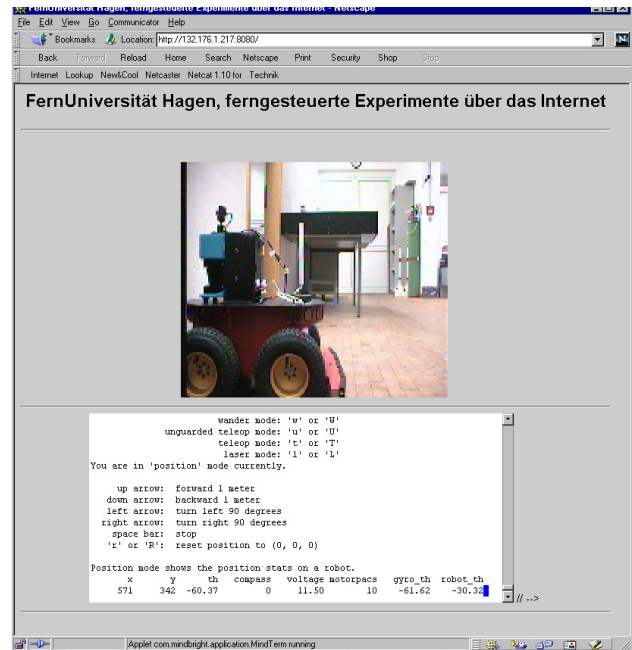 FernUniversität Hagen, ferngesteuerte Experimente über das Internet - Netscape
File Edit View Go Communicator Help
Bookmarks Location: http://132.176.1.217:8080/
Back Forward Reload Home Search Netscape Print Security Shop Stop
Internet Lookup New&Cool Netcaster Netcat 1.10 for Technik
FernUniversität Hagen, ferngesteuerte Experimente über das Internet
wander mode: 'w' or 'W'
unguarded teleop mode: 'u' or 'U'
teleop mode: 't' or 'T'
laser mode: 'l' or 'L'
You are in 'position' mode currently.
up arrow: forward 1 meter
down arrow: backward 1 meter
left arrow: turn left 90 degrees
right arrow: turn right 90 degrees
space bar: stop
'r' or 'R': reset position to (0, 0, 0)
Position mode shows the position stats on a robot.
x y th compass voltage motorpacs gyro_th robot_th
571 342 -60.37 0 11.50 10 -61.62 -30.32
// -->
Applet com.mindbright.application.MindTerm running